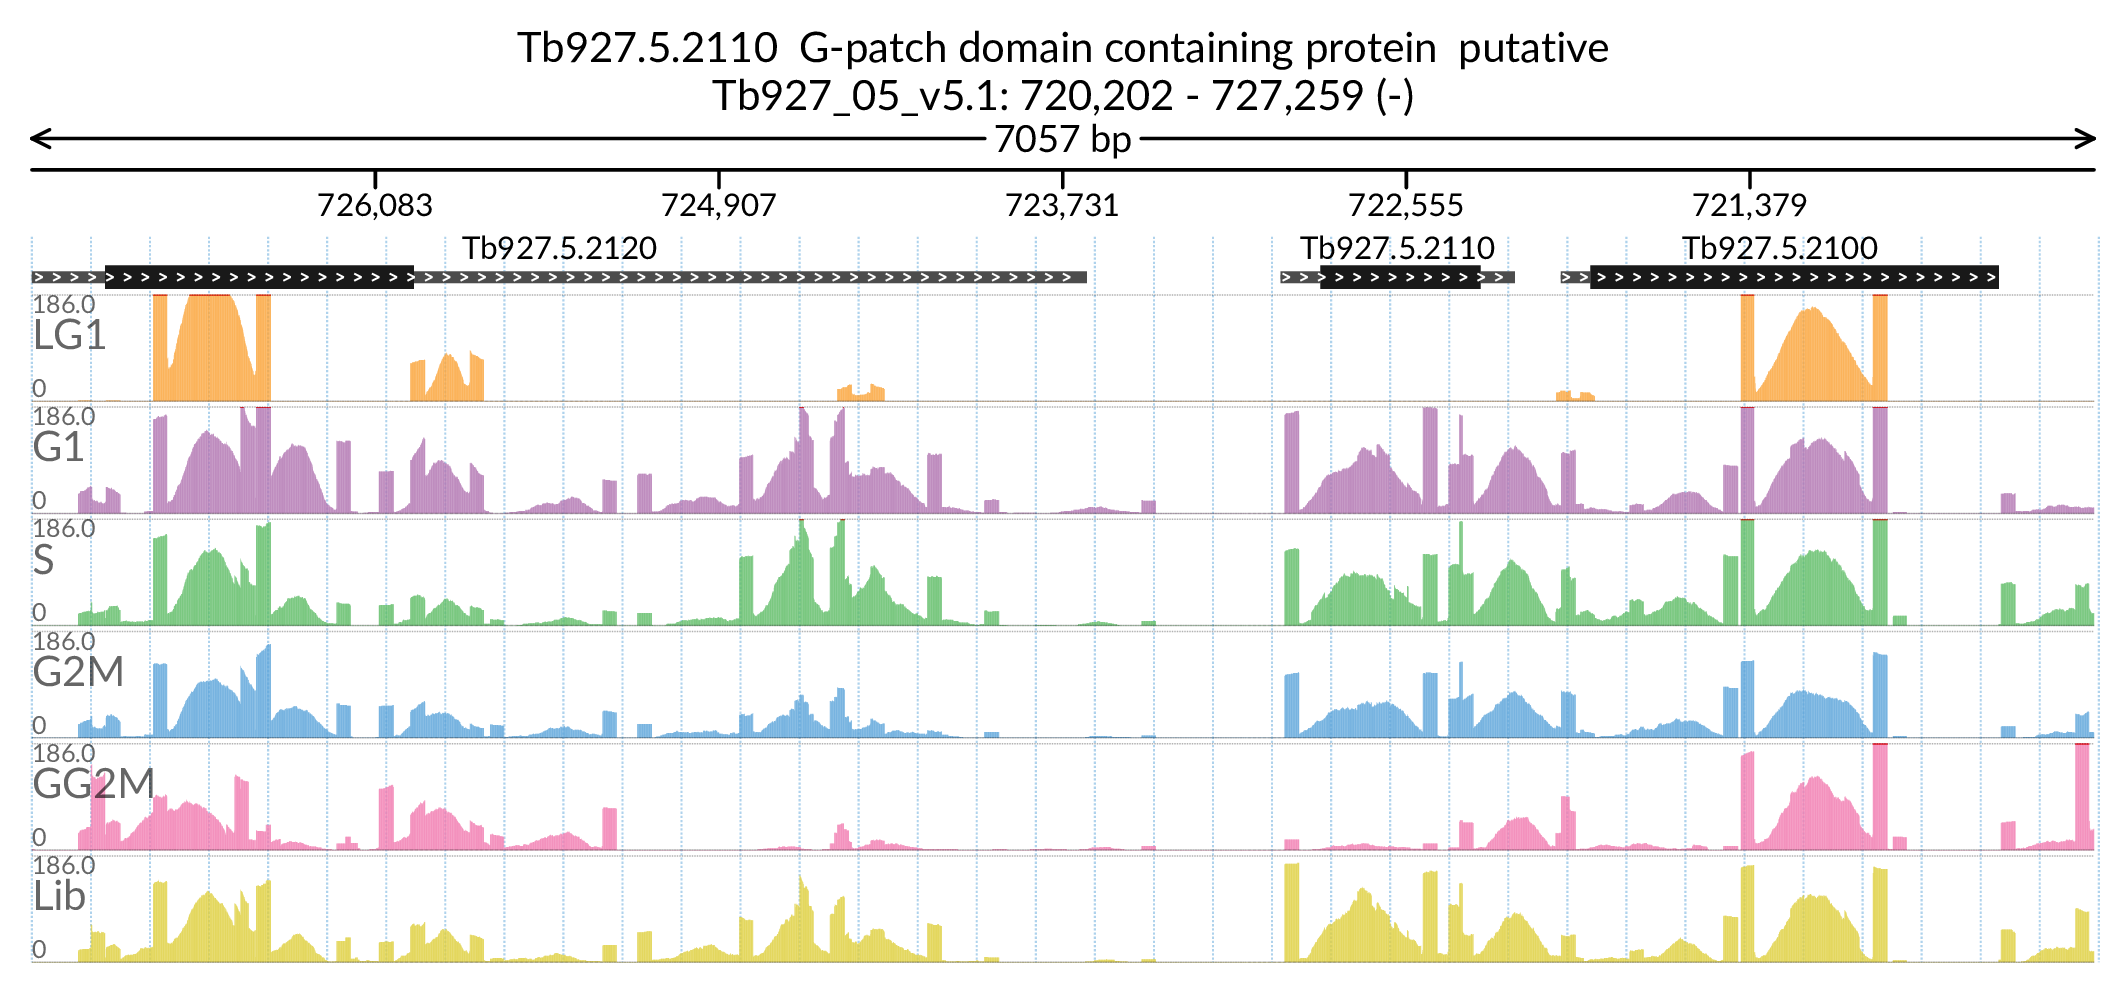 Tb927.5.2110  G-patch domain containing protein  putative
Tb927_05_v5.1: 720,202 - 727,259 (-)
7057 bp
726,083 724,907 723,731 722,555 721,379
Tb927.5.2120 Tb927.5.2110 Tb927.5.2100
186.0
LG1
0
186.0
G1
0
186.0
S
0
186.0
G2M
0
186.0
GG2M
0
186.0
Lib
0